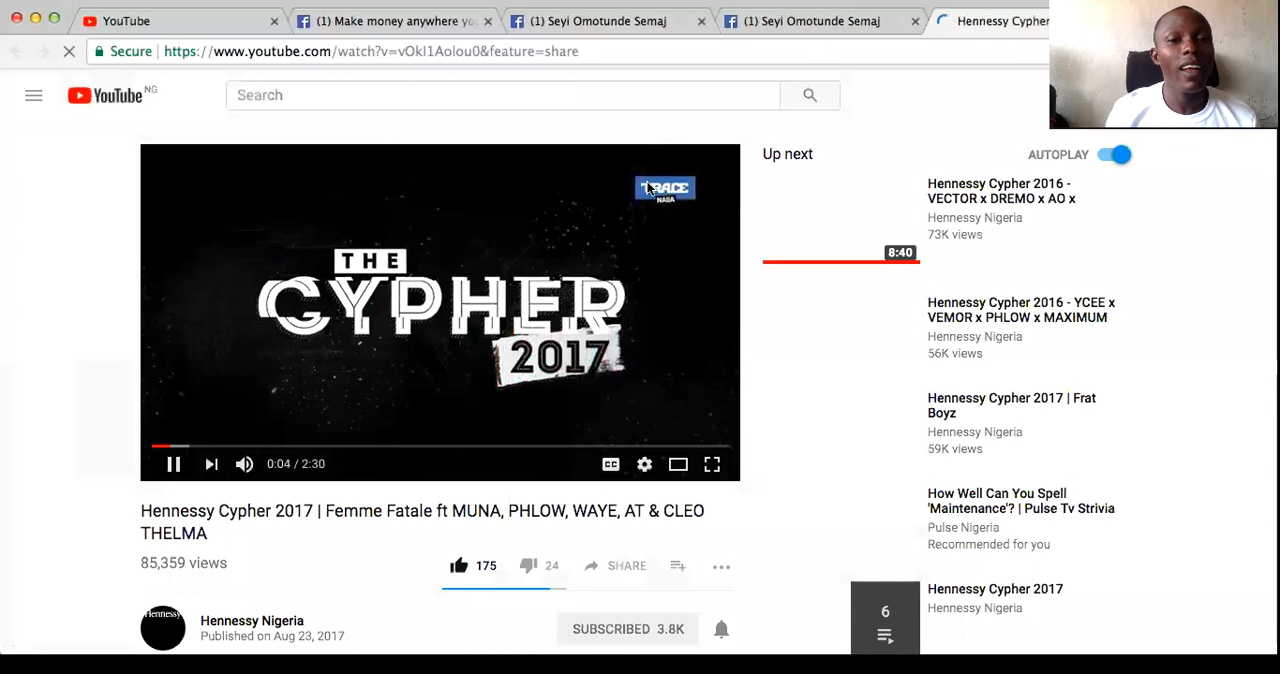 YouTube
(1) Make money anywhere yo
(1) Seyi Omotunde Semaj
(1) Seyi Omotunde Semaj
Hennessy Cypher
Secure
https://www.youtube.com/watch?v=vOkl1Aolou0&feature=share
YouTube NG
Search
TRACE
NAIJA
THE
CYPHER
2017
0:04 / 2:30
CC
Hennessy Cypher 2017 | Femme Fatale ft MUNA, PHLOW, WAYE, AT & CLEO
THELMA
85,359 views
175
24
SHARE
Hennessy
Hennessy Nigeria
Published on Aug 23, 2017
SUBSCRIBED 3.8K
Up next
AUTOPLAY
8:40
Hennessy Cypher 2016 -
VECTOR x DREMO x AO x
Hennessy Nigeria
73K views
Hennessy Cypher 2016 - YCEE x
VEMOR x PHLOW x MAXIMUM
Hennessy Nigeria
56K views
Hennessy Cypher 2017 | Frat
Boyz
Hennessy Nigeria
59K views
How Well Can You Spell
'Maintenance'? | Pulse Tv Strivia
Pulse Nigeria
Recommended for you
6
Hennessy Cypher 2017
Hennessy Nigeria